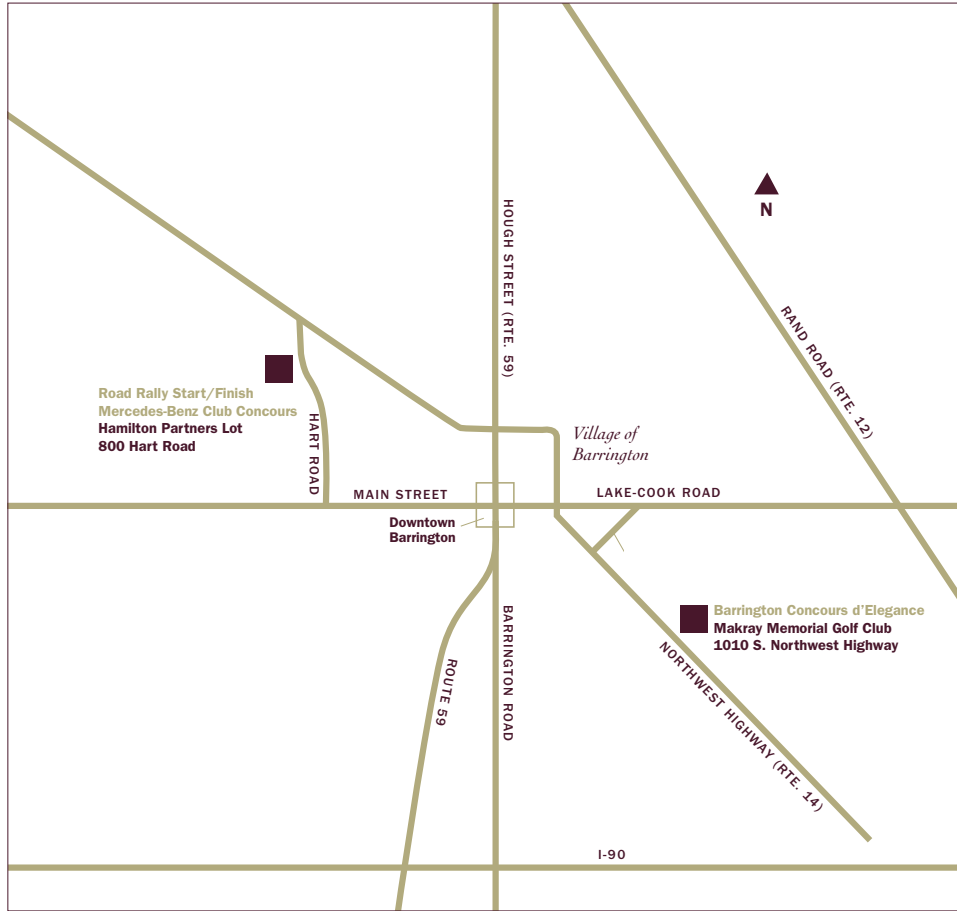 N
HOUGH STREET (RTE. 59)
RAND ROAD (RTE. 12)
Road Rally Start/Finish
Mercedes-Benz Club Concours
Hamilton Partners Lot
800 Hart Road
HART ROAD
Village of
Barrington
MAIN STREET
LAKE-COOK ROAD
Downtown
Barrington
BARRINGTON ROAD
ROUTE 59
Barrington Concours d’Elegance
Makray Memorial Golf Club
1010 S. Northwest Highway
NORTHWEST HIGHWAY (RTE. 14)
I-90